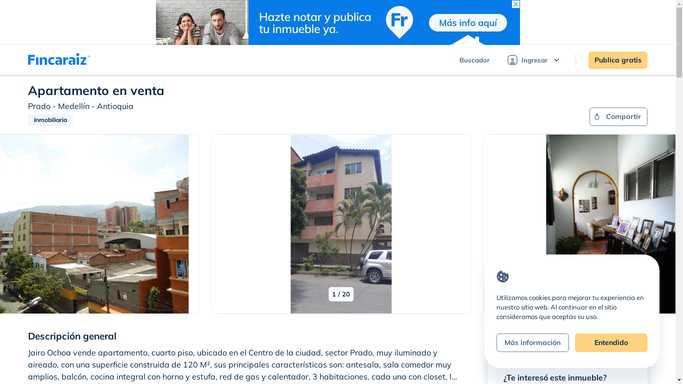 Hazte notar y publica
tu inmueble ya.
Fr
Más info aquí
Fincaraiz
Buscador
Ingresar
Publica gratis
Apartamento en venta
Prado - Medellín - Antioquia
Inmobiliaria
Compartir
1 / 20
Utilizamos cookies para mejorar tu experiencia en
nuestro sitio web. Al continuar en el sitio
consideramos que aceptas su uso.
Más información
Entendido
Descripción general
Jairo Ochoa vende apartamento, cuarto piso, ubicado en el Centro de la ciudad, sector Prado, muy iluminado y
aireado, con una superficie construida de 120 M², sus principales características son: antesala, sala comedor muy
amplios, balcón, cocina integral con horno y estufa, red de gas y calentador, 3 habitaciones, cada una con closet, l...
¿Te interesó este inmueble?